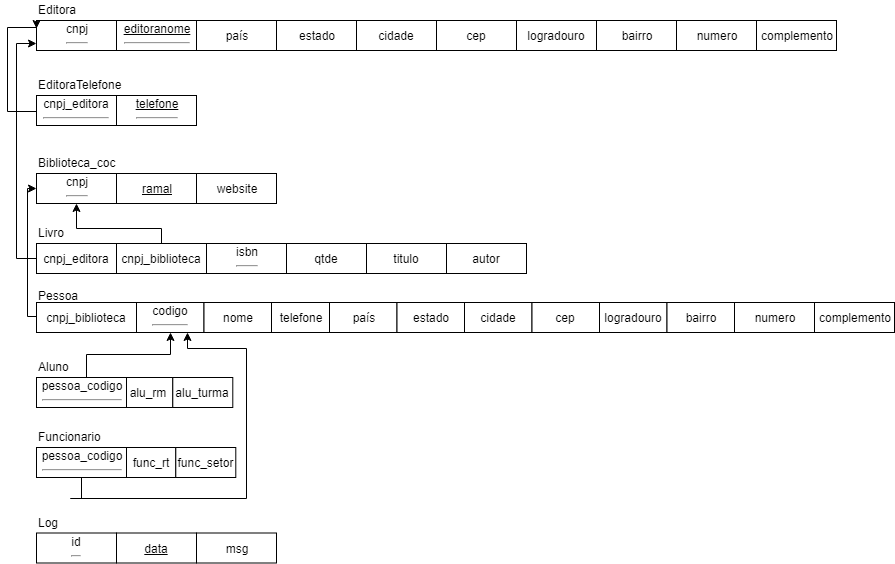 Editora
cnpj editoranome país estado cidade cep logradouro bairro numero complemento
EditoraTelefone
cnpj_editora telefone
Biblioteca_coc
cnpj ramal website
Livro
cnpj_editora cnpj_biblioteca isbn qtde titulo autor
Pessoa
cnpj_biblioteca codigo nome telefone país estado cidade cep logradouro bairro numero complemento
Aluno
pessoa_codigo alu_rm alu_turma
Funcionario
pessoa_codigo func_rt func_setor
Log
id data msg